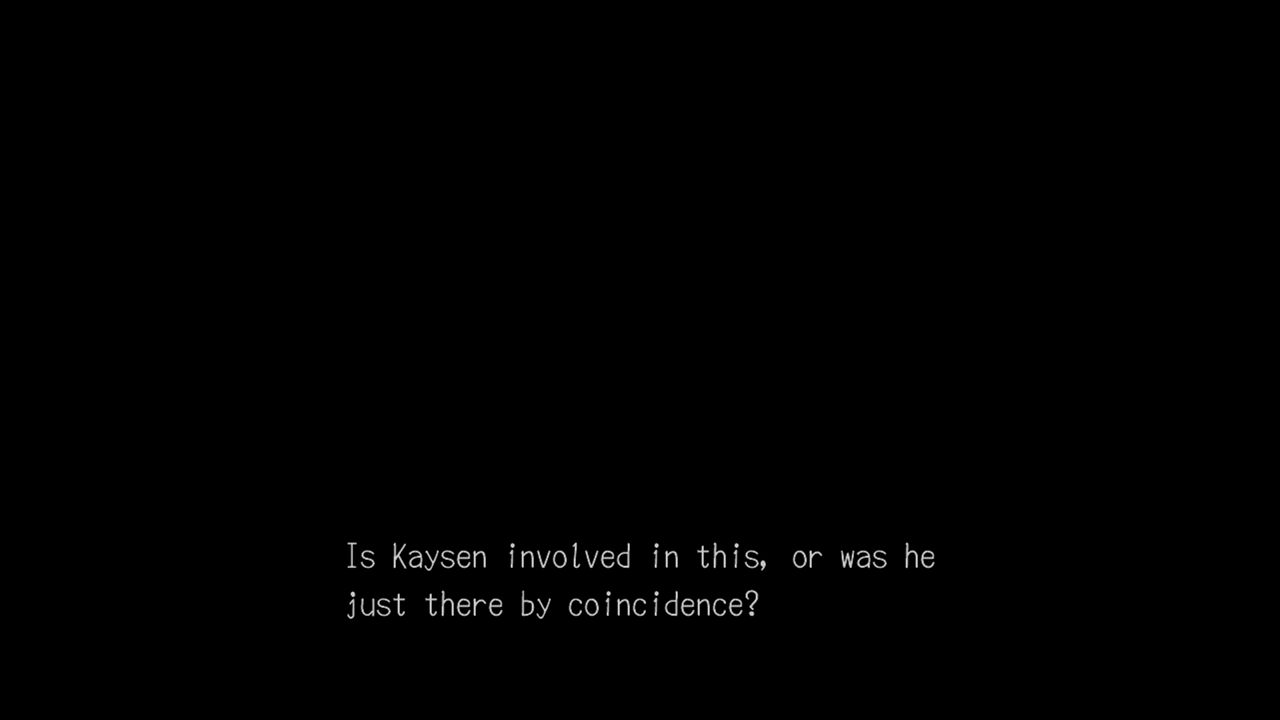 Is Kaysen involved in this, or was he
just there by coincidence?